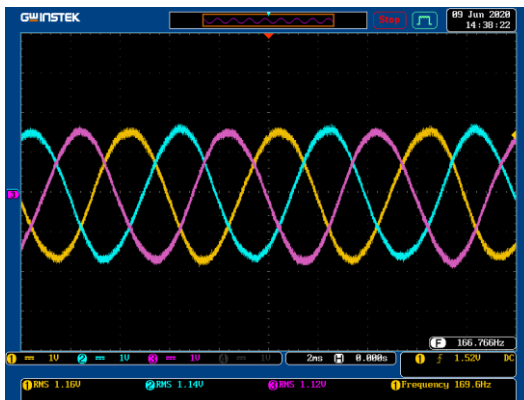 GWINSTEK Stop 09 Jun 2020
14:38:22
3
F 166.766Hz
1 1V 2 1V 3 1V 4 1V 2ms H 0.000s 1 1.52V DC
1 RMS 1.16V 2 RMS 1.14V 3 RMS 1.12V 1 Frequency 169.6Hz